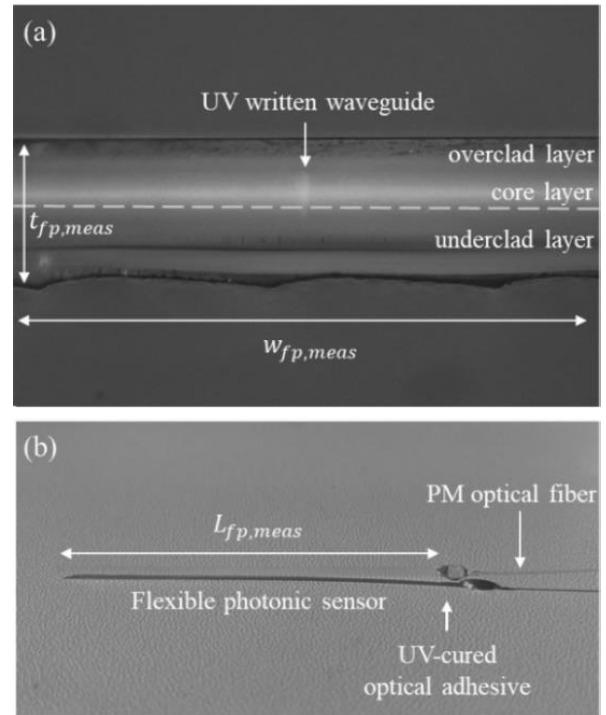 (a)
UV written waveguide
overclad layer
core layer
t_{fp,meas}
underclad layer
w_{fp,meas}
(b)
PM optical fiber
L_{fp,meas}
Flexible photonic sensor
UV-cured
optical adhesive